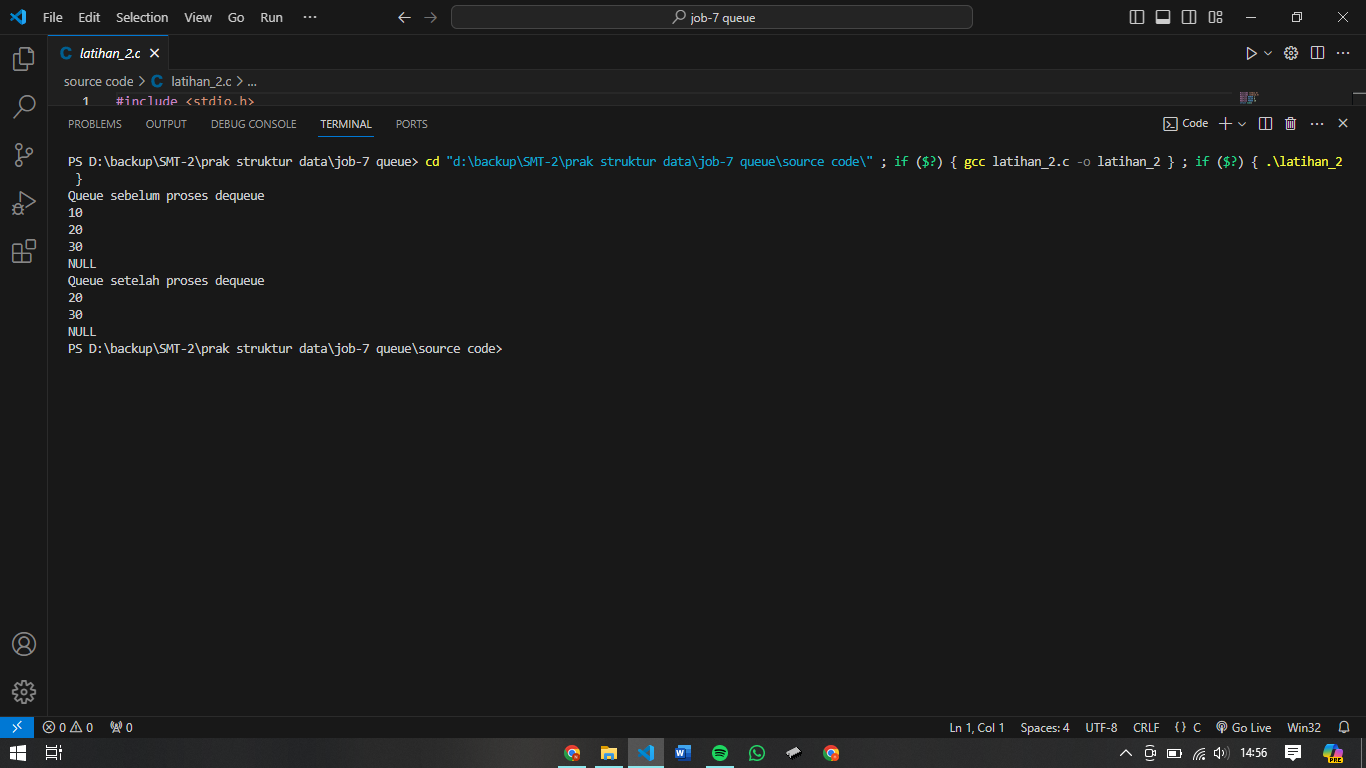 File Edit Selection View Go Run ···
job-7 queue
C latihan_2.c
source code > C latihan_2.c > ...
1 #include <stdio.h>
PROBLEMS OUTPUT DEBUG CONSOLE TERMINAL PORTS
Code
PS D:\backup\SMT-2\prak struktur data\job-7 queue> cd "d:\backup\SMT-2\prak struktur data\job-7 queue\source code\" ; if ($?) { gcc latihan_2.c -o latihan_2 } ; if ($?) { .\latihan_2
}
Queue sebelum proses dequeue
10
20
30
NULL
Queue setelah proses dequeue
20
30
NULL
PS D:\backup\SMT-2\prak struktur data\job-7 queue\source code>
0 0 0 Ln 1, Col 1 Spaces: 4 UTF-8 CRLF {} C Go Live Win32
14:56
PRE